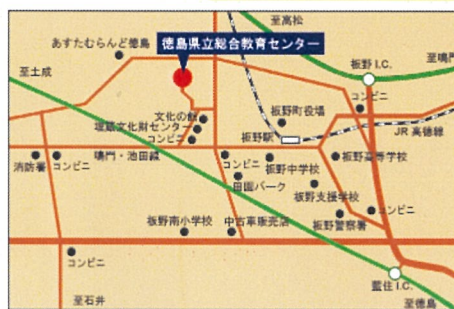 至高松
徳島県立総合教育センター
あすたむらんど徳島
至鳴門
板野 I.C.
至土成
コンビニ
文化の館
板野町役場
埋蔵文化財センター
コンビニ
板野駅
JR 高徳線
鳴門・池田線
消防署
コンビニ
コンビニ
板野中学校
板野高等学校
田園パーク
板野支援学校
板野南小学校
中古車販売店
板野警察署
コンビニ
コンビニ
藍住 I.C.
至石井
至徳島